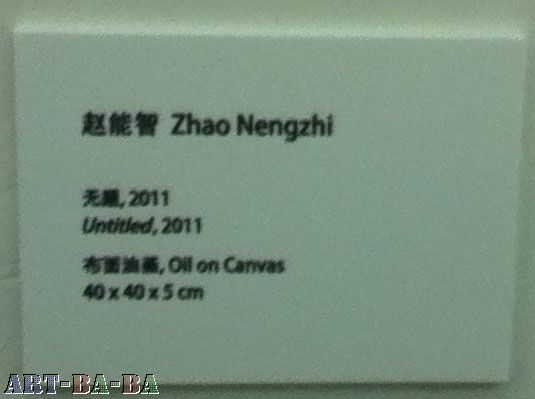 赵能智 Zhao Nengzhi
无题, 2011
Untitled, 2011
布面油画, Oil on Canvas
40 x 40 x 5 cm
ART-BA-BA